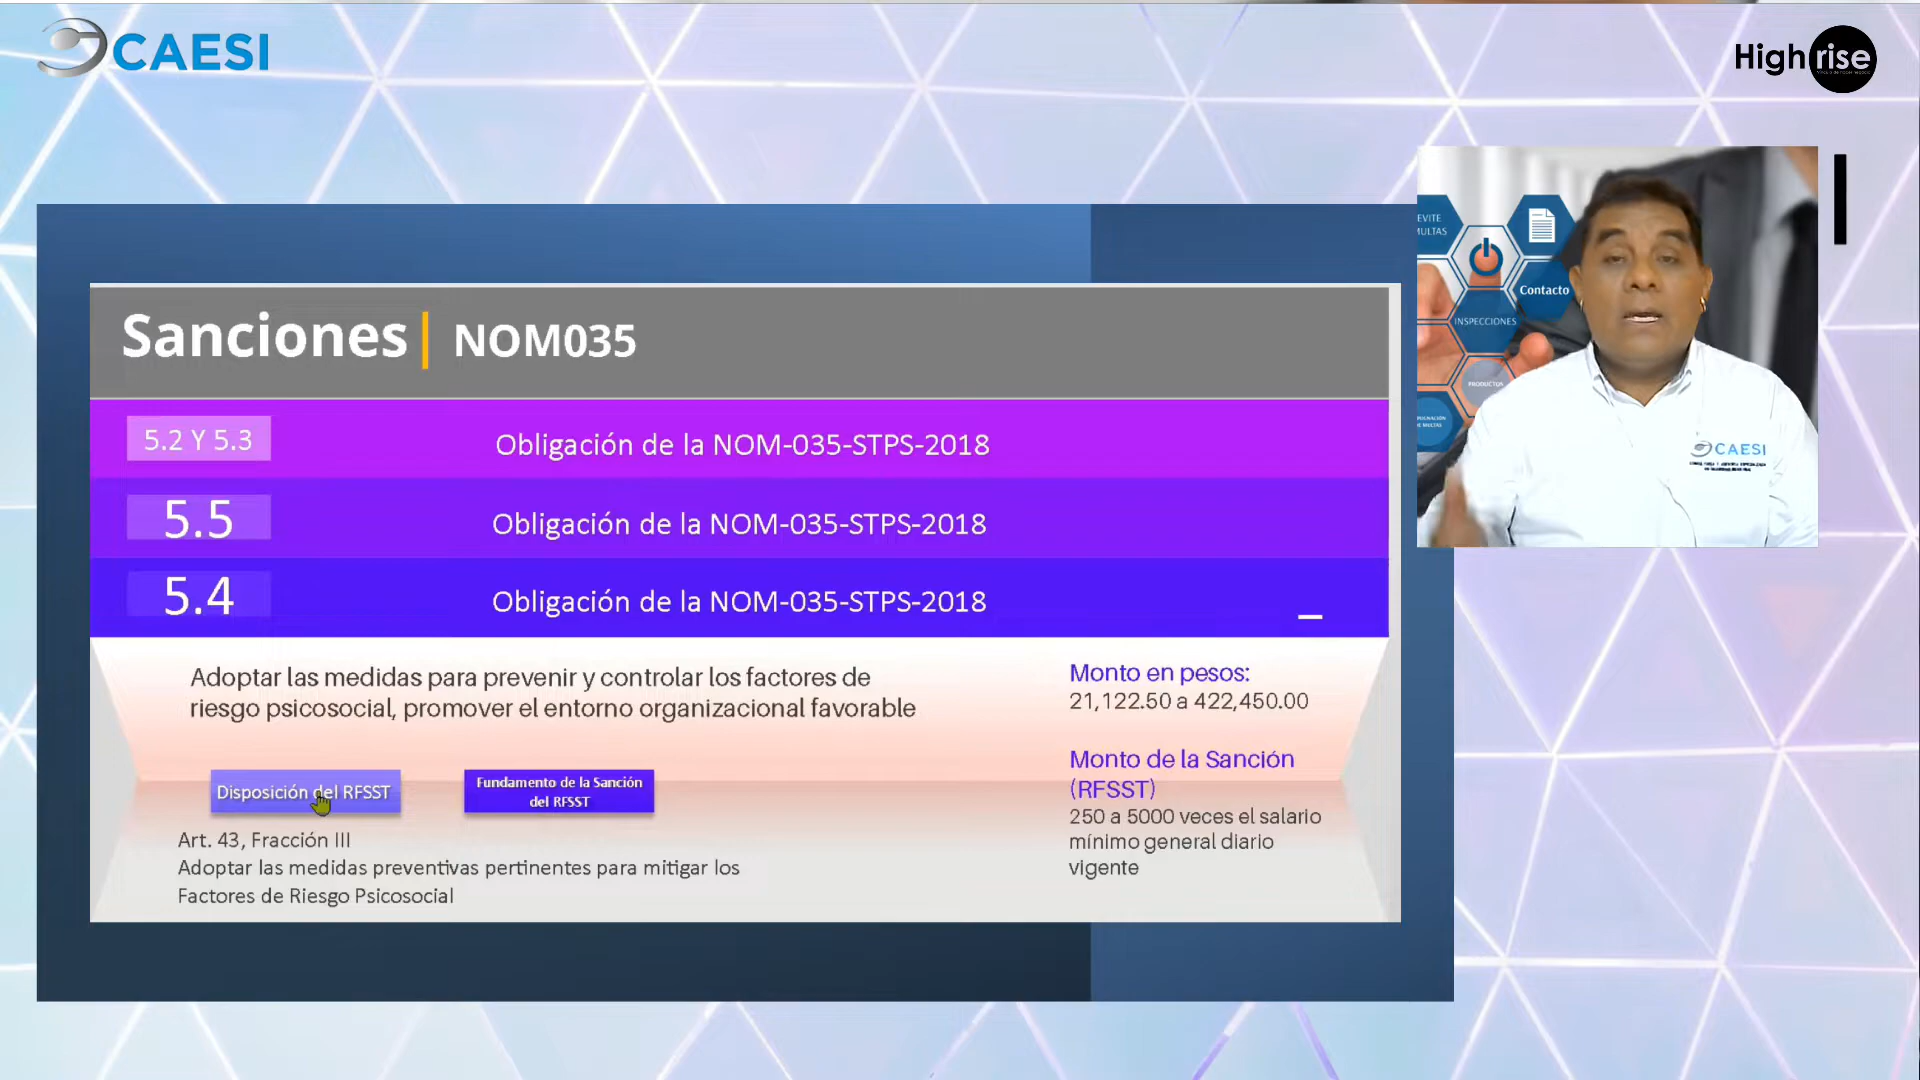 CAESI
High rise
EVITE
MULTAS
Contacto
INSPECCIONES
PRODUCTOS
CAESI
Sanciones | NOM035
5.2 Y 5.3 Obligación de la NOM-035-STPS-2018
5.5 Obligación de la NOM-035-STPS-2018
5.4 Obligación de la NOM-035-STPS-2018
Adoptar las medidas para prevenir y controlar los factores de
riesgo psicosocial, promover el entorno organizacional favorable
Disposición del RFSST
Fundamento de la Sanción
del RFSST
Art. 43, Fracción III
Adoptar las medidas preventivas pertinentes para mitigar los
Factores de Riesgo Psicosocial
Monto en pesos:
21,122.50 a 422,450.00
Monto de la Sanción
(RFSST)
250 a 5000 veces el salario
mínimo general diario
vigente